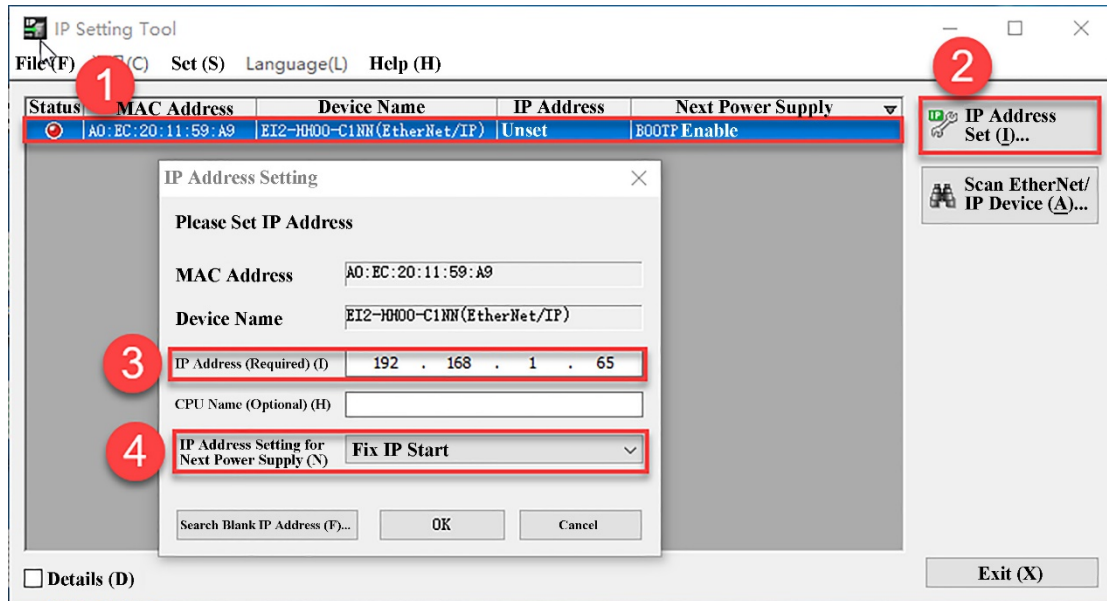 IP Setting Tool
File (F) (C) Set (S) Language(L) Help (H)
1
2
Status MAC Address Device Name IP Address Next Power Supply
A0:EC:20:11:59:A9 EI2-HH00-C1NN(EtherNet/IP) Unset BOOTP Enable
IP Address
Set (I)...
Scan EtherNet/
IP Device (A)...
IP Address Setting
Please Set IP Address
MAC Address A0:EC:20:11:59:A9
Device Name EI2-HH00-C1NN(EtherNet/IP)
3
IP Address (Required) (I) 192 . 168 . 1 . 65
CPU Name (Optional) (H)
4
IP Address Setting for
Next Power Supply (N)
Fix IP Start
Search Blank IP Address (F)... OK Cancel
Details (D)
Exit (X)